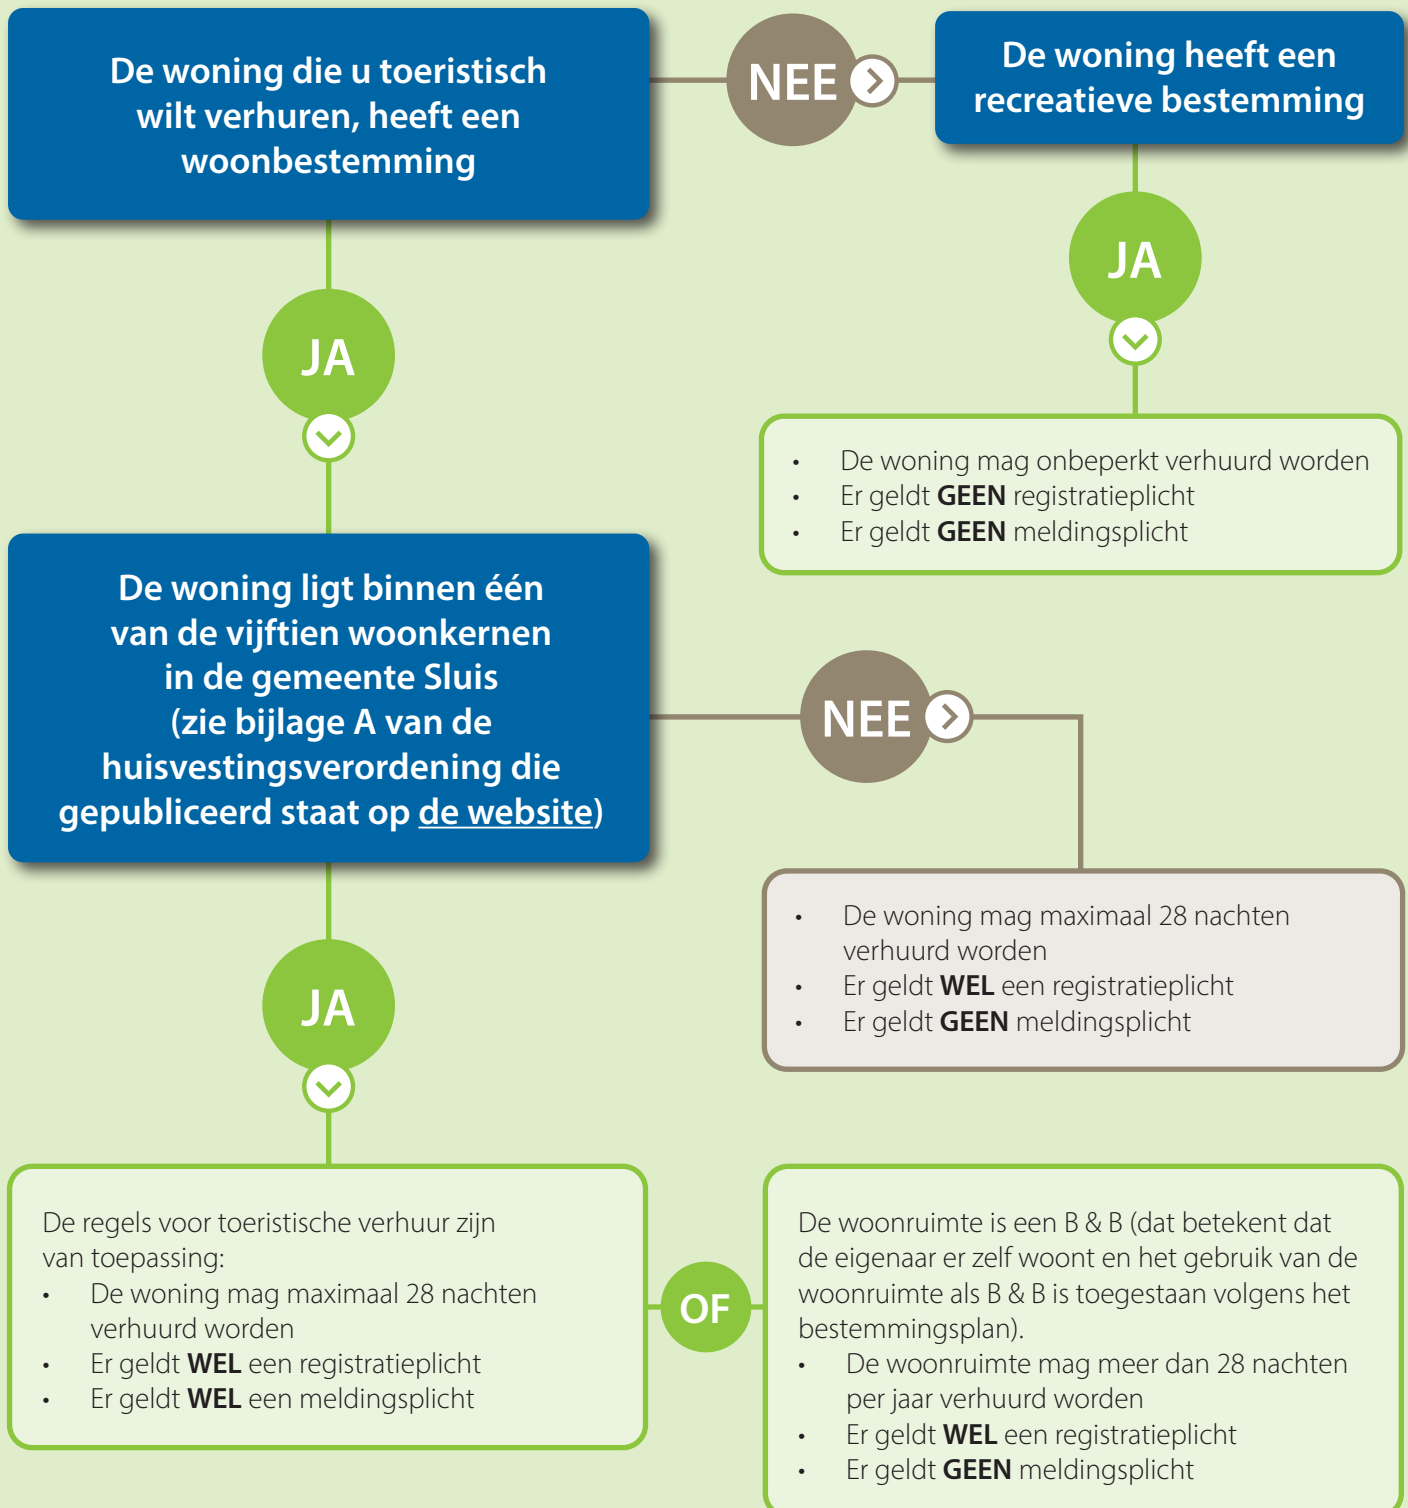 De woning die u toeristisch
wilt verhuren, heeft een
woonbestemming
NEE
De woning heeft een
recreatieve bestemming
JA
JA
• De woning mag onbeperkt verhuurd worden
• Er geldt GEEN registratieplicht
• Er geldt GEEN meldingsplicht
De woning ligt binnen één
van de vijftien woonkernen
in de gemeente Sluis
(zie bijlage A van de
huisvestingsverordening die
gepubliceerd staat op de website)
NEE
• De woning mag maximaal 28 nachten
verhuurd worden
• Er geldt WEL een registratieplicht
• Er geldt GEEN meldingsplicht
JA
De regels voor toeristische verhuur zijn
van toepassing:
• De woning mag maximaal 28 nachten
verhuurd worden
• Er geldt WEL een registratieplicht
• Er geldt WEL een meldingsplicht
OF
De woonruimte is een B & B (dat betekent dat
de eigenaar er zelf woont en het gebruik van de
woonruimte als B & B is toegestaan volgens het
bestemmingsplan).
• De woonruimte mag meer dan 28 nachten
per jaar verhuurd worden
• Er geldt WEL een registratieplicht
• Er geldt GEEN meldingsplicht